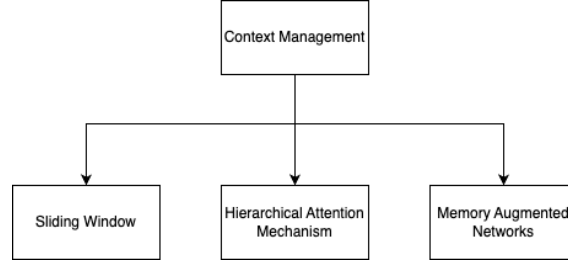 Context Management
Sliding Window
Hierarchical Attention
Mechanism
Memory Augmented
Networks